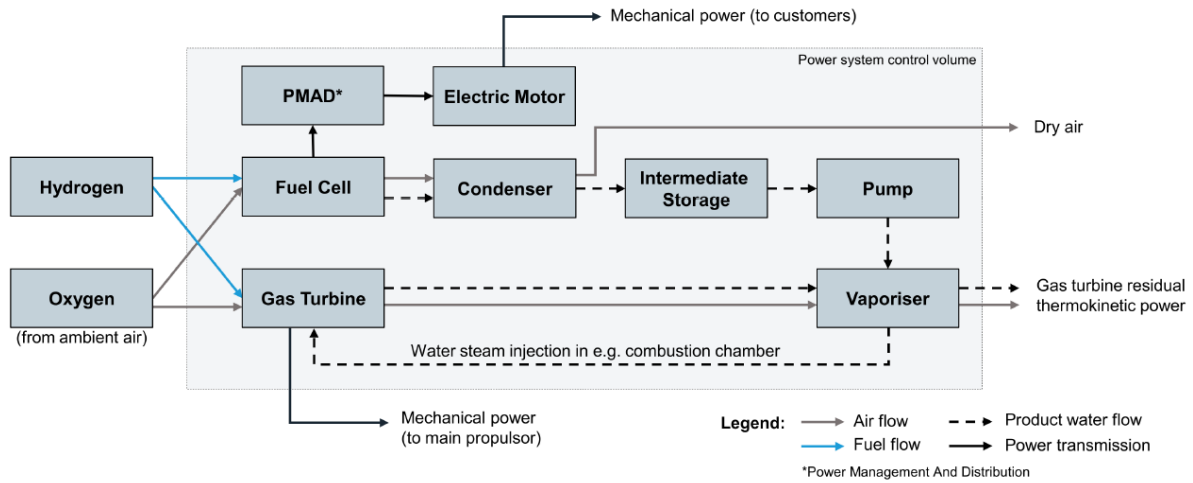 Mechanical power (to customers)
Power system control volume
PMAD*
Electric Motor
Dry air
Hydrogen
Fuel Cell
Condenser
Intermediate
Storage
Pump
Oxygen
(from ambient air)
Gas Turbine
Vaporiser
Gas turbine residual
thermokinetic power
Water steam injection in e.g. combustion chamber
Mechanical power
(to main propulsor)
Legend:
Air flow
Product water flow
Fuel flow
Power transmission
*Power Management And Distribution